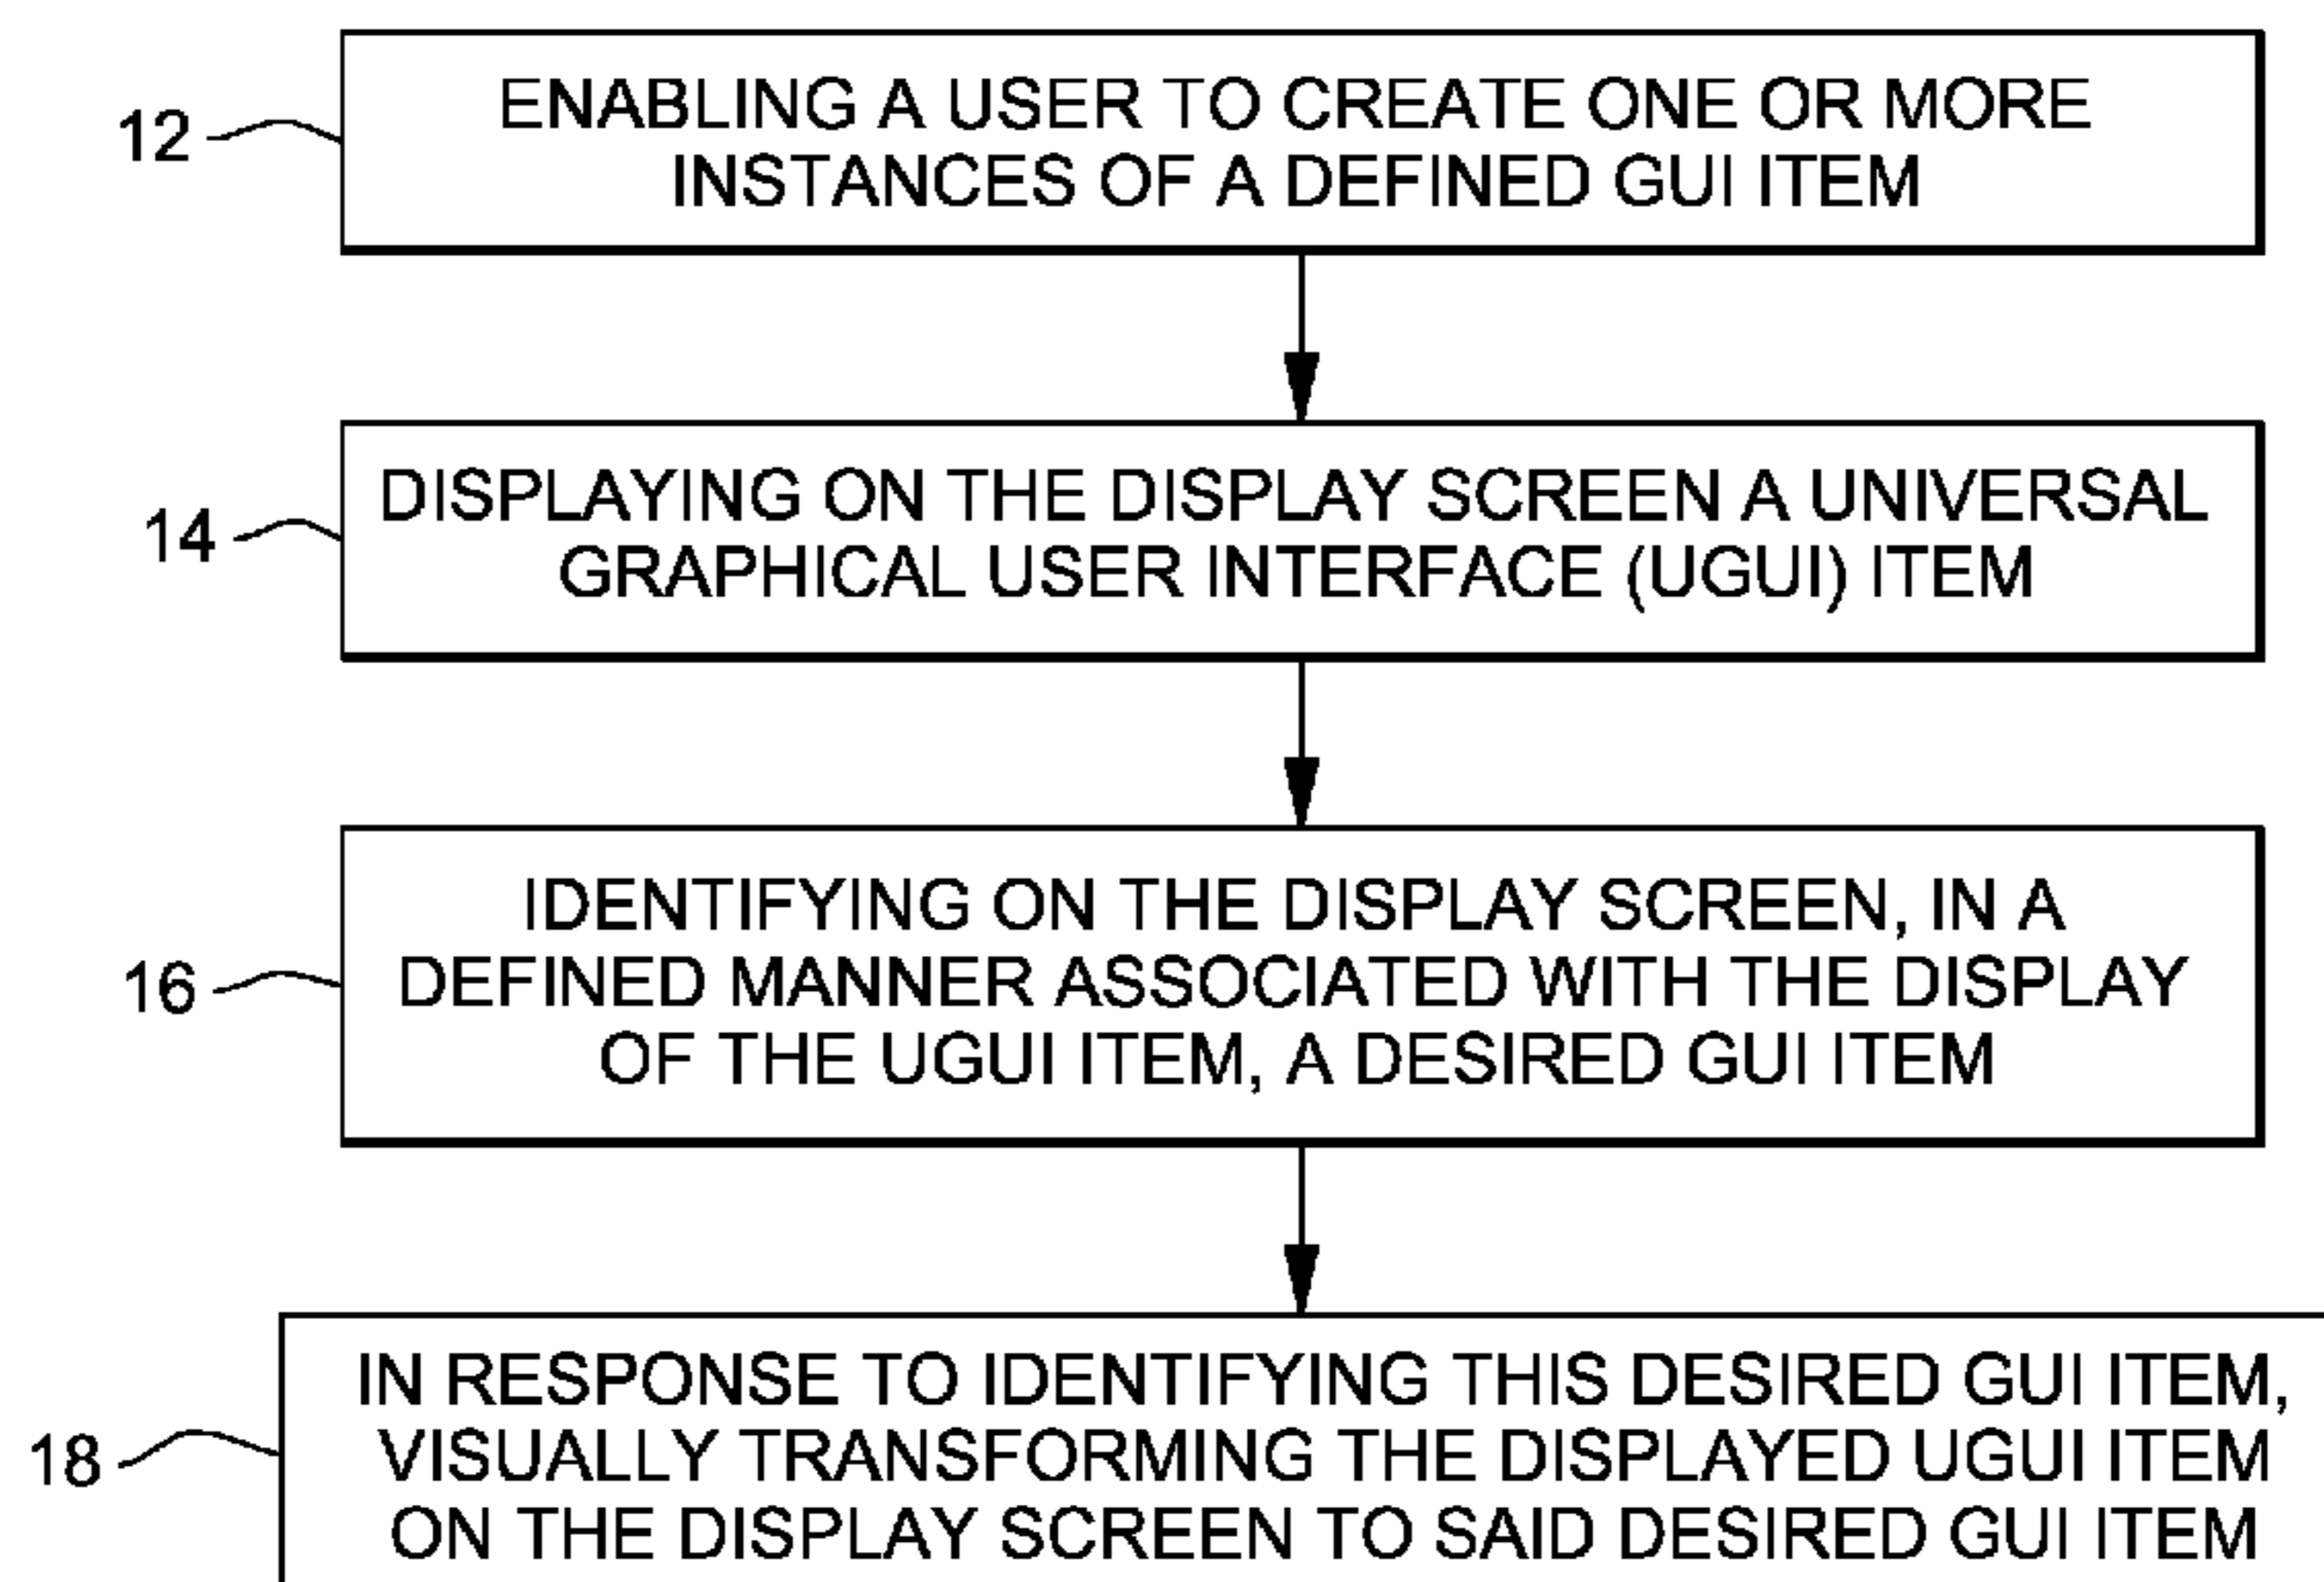 12
ENABLING A USER TO CREATE ONE OR MORE
INSTANCES OF A DEFINED GUI ITEM
14
DISPLAYING ON THE DISPLAY SCREEN A UNIVERSAL
GRAPHICAL USER INTERFACE (UGUI) ITEM
16
IDENTIFYING ON THE DISPLAY SCREEN, IN A
DEFINED MANNER ASSOCIATED WITH THE DISPLAY
OF THE UGUI ITEM, A DESIRED GUI ITEM
18
IN RESPONSE TO IDENTIFYING THIS DESIRED GUI ITEM,
VISUALLY TRANSFORMING THE DISPLAYED UGUI ITEM
ON THE DISPLAY SCREEN TO SAID DESIRED GUI ITEM